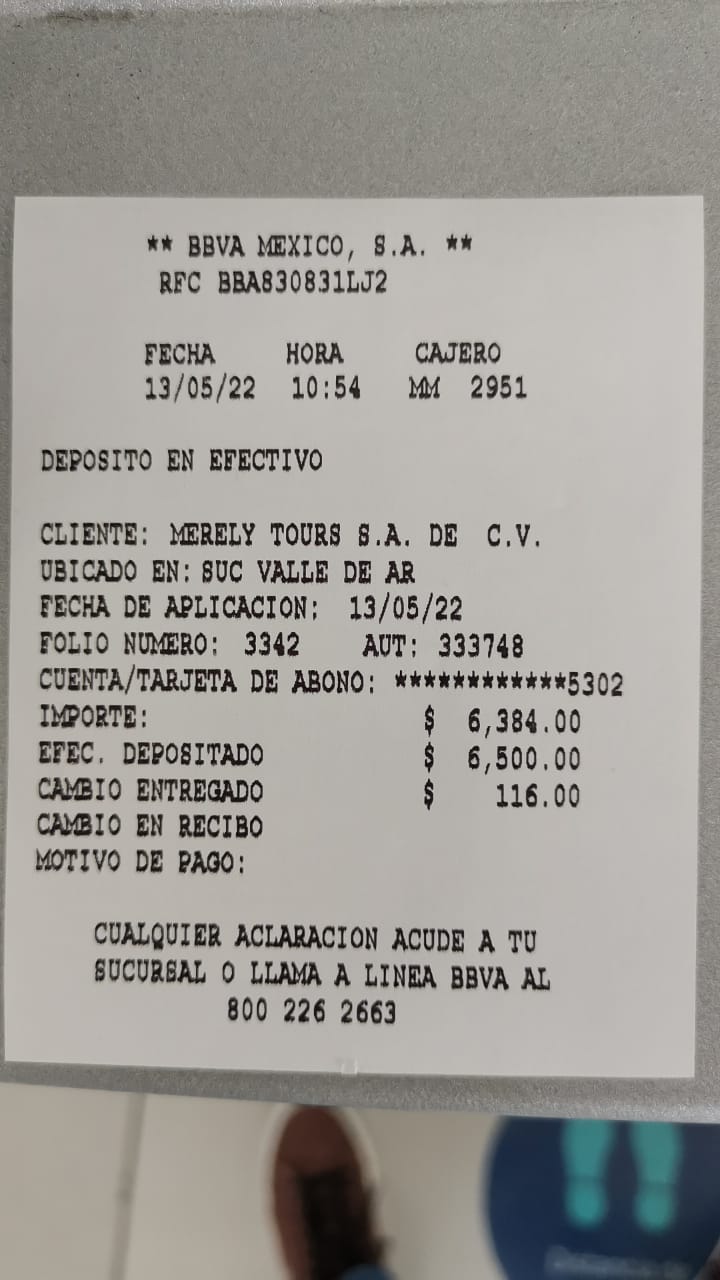 ** BBVA MEXICO, S.A. **
RFC BBA830831LJ2
FECHA HORA CAJERO
13/05/22 10:54 MM 2951
DEPOSITO EN EFECTIVO
CLIENTE: MERELY TOURS S.A. DE C.V.
UBICADO EN: SUC VALLE DE AR
FECHA DE APLICACION: 13/05/22
FOLIO NUMERO: 3342 AUT: 333748
CUENTA/TARJETA DE ABONO: ************5302
IMPORTE: $ 6,384.00
EFEC. DEPOSITADO $ 6,500.00
CAMBIO ENTREGADO $ 116.00
CAMBIO EN RECIBO
MOTIVO DE PAGO:
CUALQUIER ACLARACION ACUDE A TU
SUCURSAL O LLAMA A LINEA BBVA AL
800 226 2663